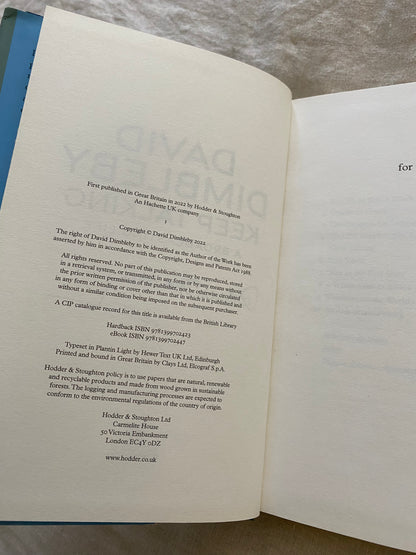 First published in Great Britain in 2022 by Hodder & Stoughton
An Hachette UK company
1
Copyright © David Dimbleby 2022
The right of David Dimbleby to be identified as the Author of the Work has been
asserted by him in accordance with the Copyright, Designs and Patents Act 1988.
All rights reserved. No part of this publication may be reproduced, stored
in a retrieval system, or transmitted, in any form or by any means without
the prior written permission of the publisher, nor be otherwise circulated
in any form of binding or cover other than that in which it is published and
without a similar condition being imposed on the subsequent purchaser.
A CIP catalogue record for this title is available from the British Library
Hardback ISBN 9781399702423
eBook ISBN 9781399702447
Typeset in Plantin Light by Hewer Text UK Ltd, Edinburgh
Printed and bound in Great Britain by Clays Ltd, Elcograf S.p.A.
Hodder & Stoughton policy is to use papers that are natural, renewable
and recyclable products and made from wood grown in sustainable
forests. The logging and manufacturing processes are expected to
conform to the environmental regulations of the country of origin.
Hodder & Stoughton Ltd
Carmelite House
50 Victoria Embankment
London EC4Y 0DZ
www.hodder.co.uk
for
DAVID
DIMBLEBY
KEEP TALKING